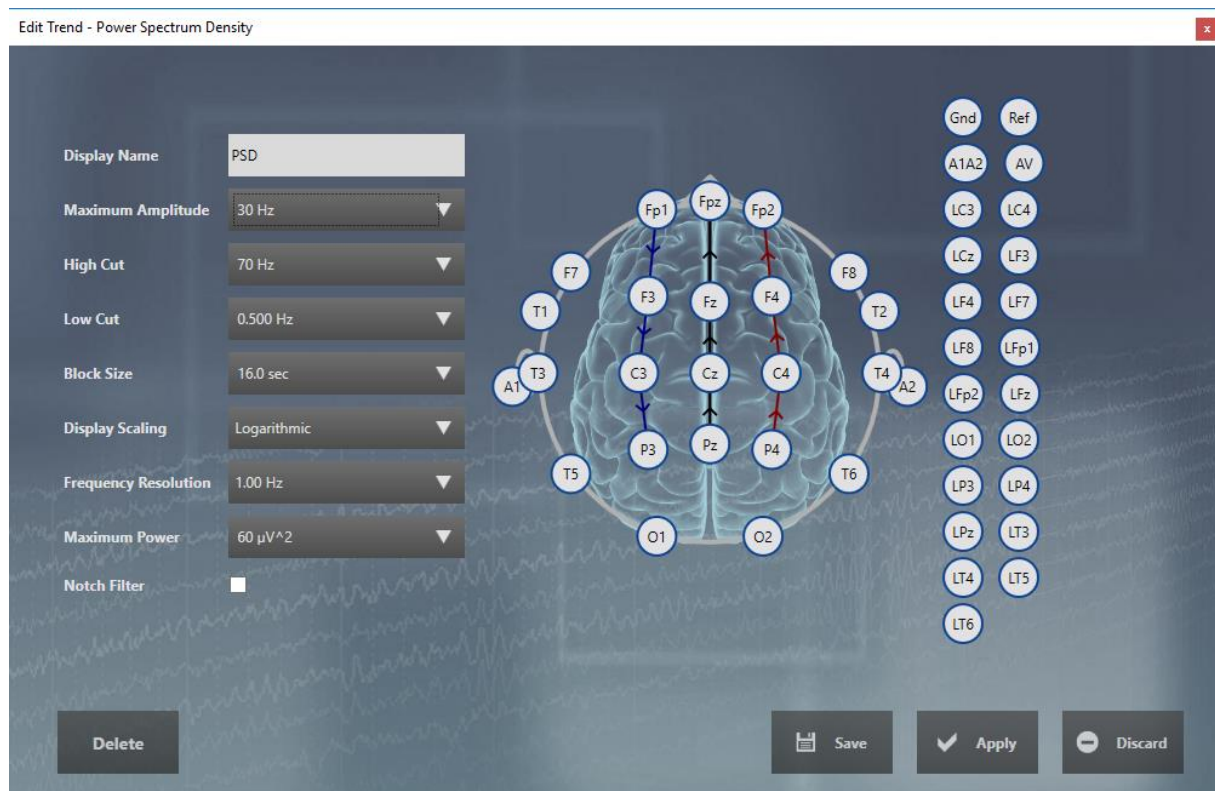 Edit Trend - Power Spectrum Density
x
Display Name PSD
Maximum Amplitude 30 Hz
High Cut 70 Hz
Low Cut 0.500 Hz
Block Size 16.0 sec
Display Scaling Logarithmic
Frequency Resolution 1.00 Hz
Maximum Power 60 µV^2
Notch Filter
Fp1 Fpz Fp2
F7 F3 Fz F4 F8
T1 T2
A1 T3 C3 Cz C4 T4 A2
T5 P3 Pz P4 T6
O1 O2
Gnd Ref
A1A2 AV
LC3 LC4
LCz LF3
LF4 LF7
LF8 LFp1
LFp2 LFz
LO1 LO2
LP3 LP4
LPz LT3
LT4 LT5
LT6
Delete Save Apply Discard